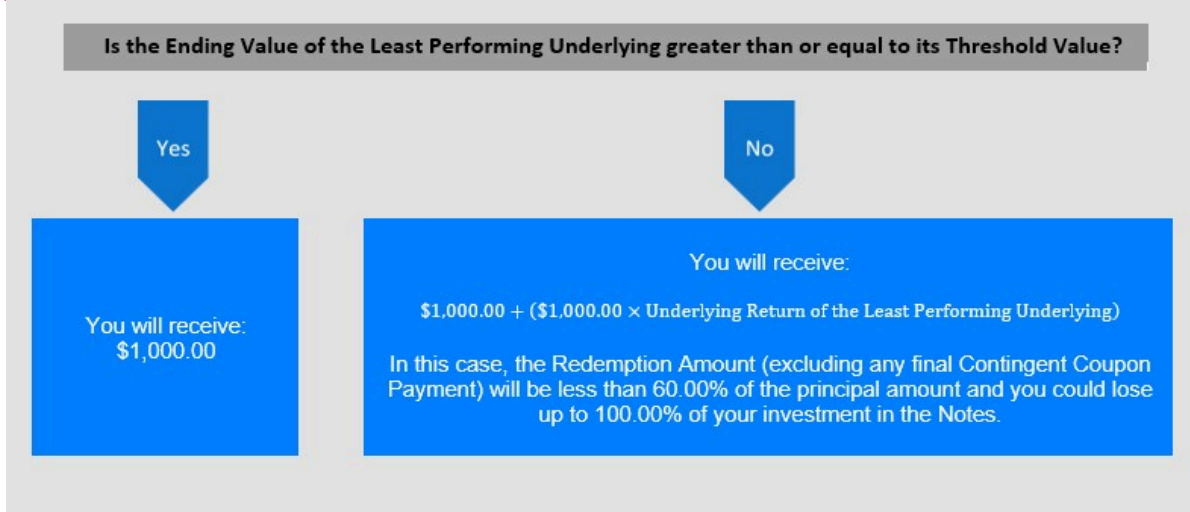 Is the Ending Value of the Least Performing Underlying greater than or equal to its Threshold Value?
Yes
No
You will receive:
$1,000.00
You will receive:
$1,000.00 + ($1,000.00 × Underlying Return of the Least Performing Underlying)
In this case, the Redemption Amount (excluding any final Contingent Coupon
Payment) will be less than 60.00% of the principal amount and you could lose
up to 100.00% of your investment in the Notes.